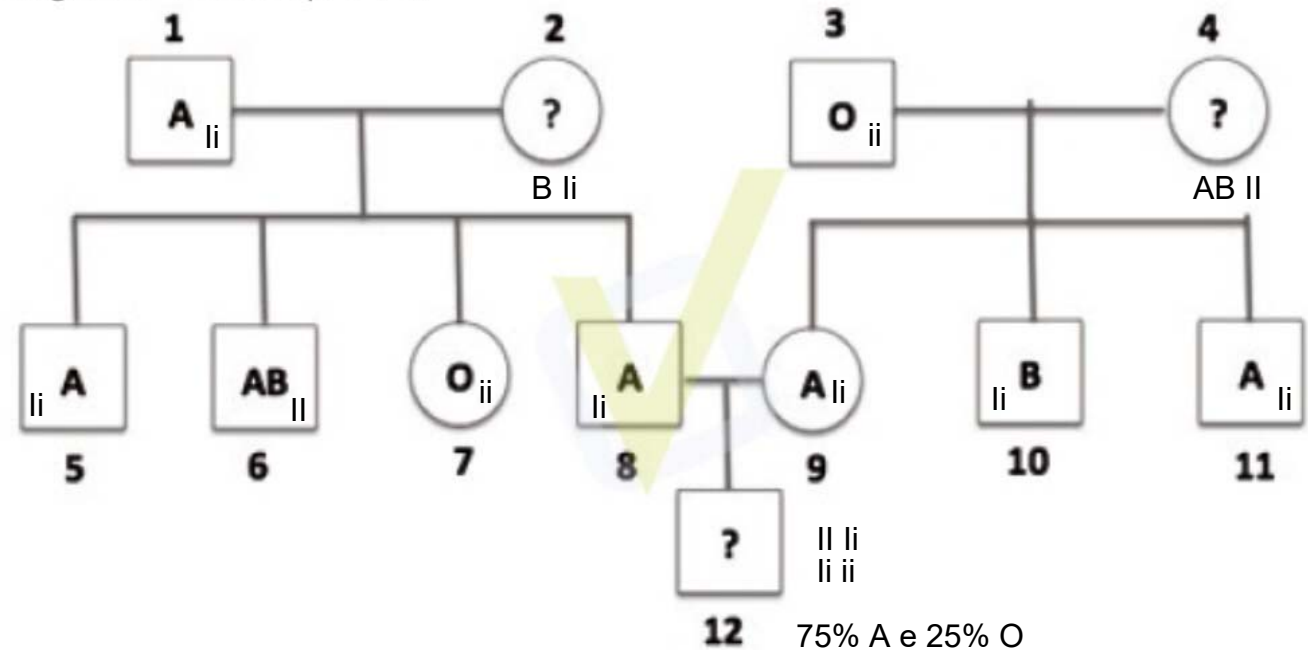 1 2 3 4
A Ii ? O ii ?
B Ii AB II
Ii A AB II O ii Ii A A Ii Ii B A Ii
5 6 7 8 9 10 11
? II Ii
Ii ii
12 75% A e 25% O